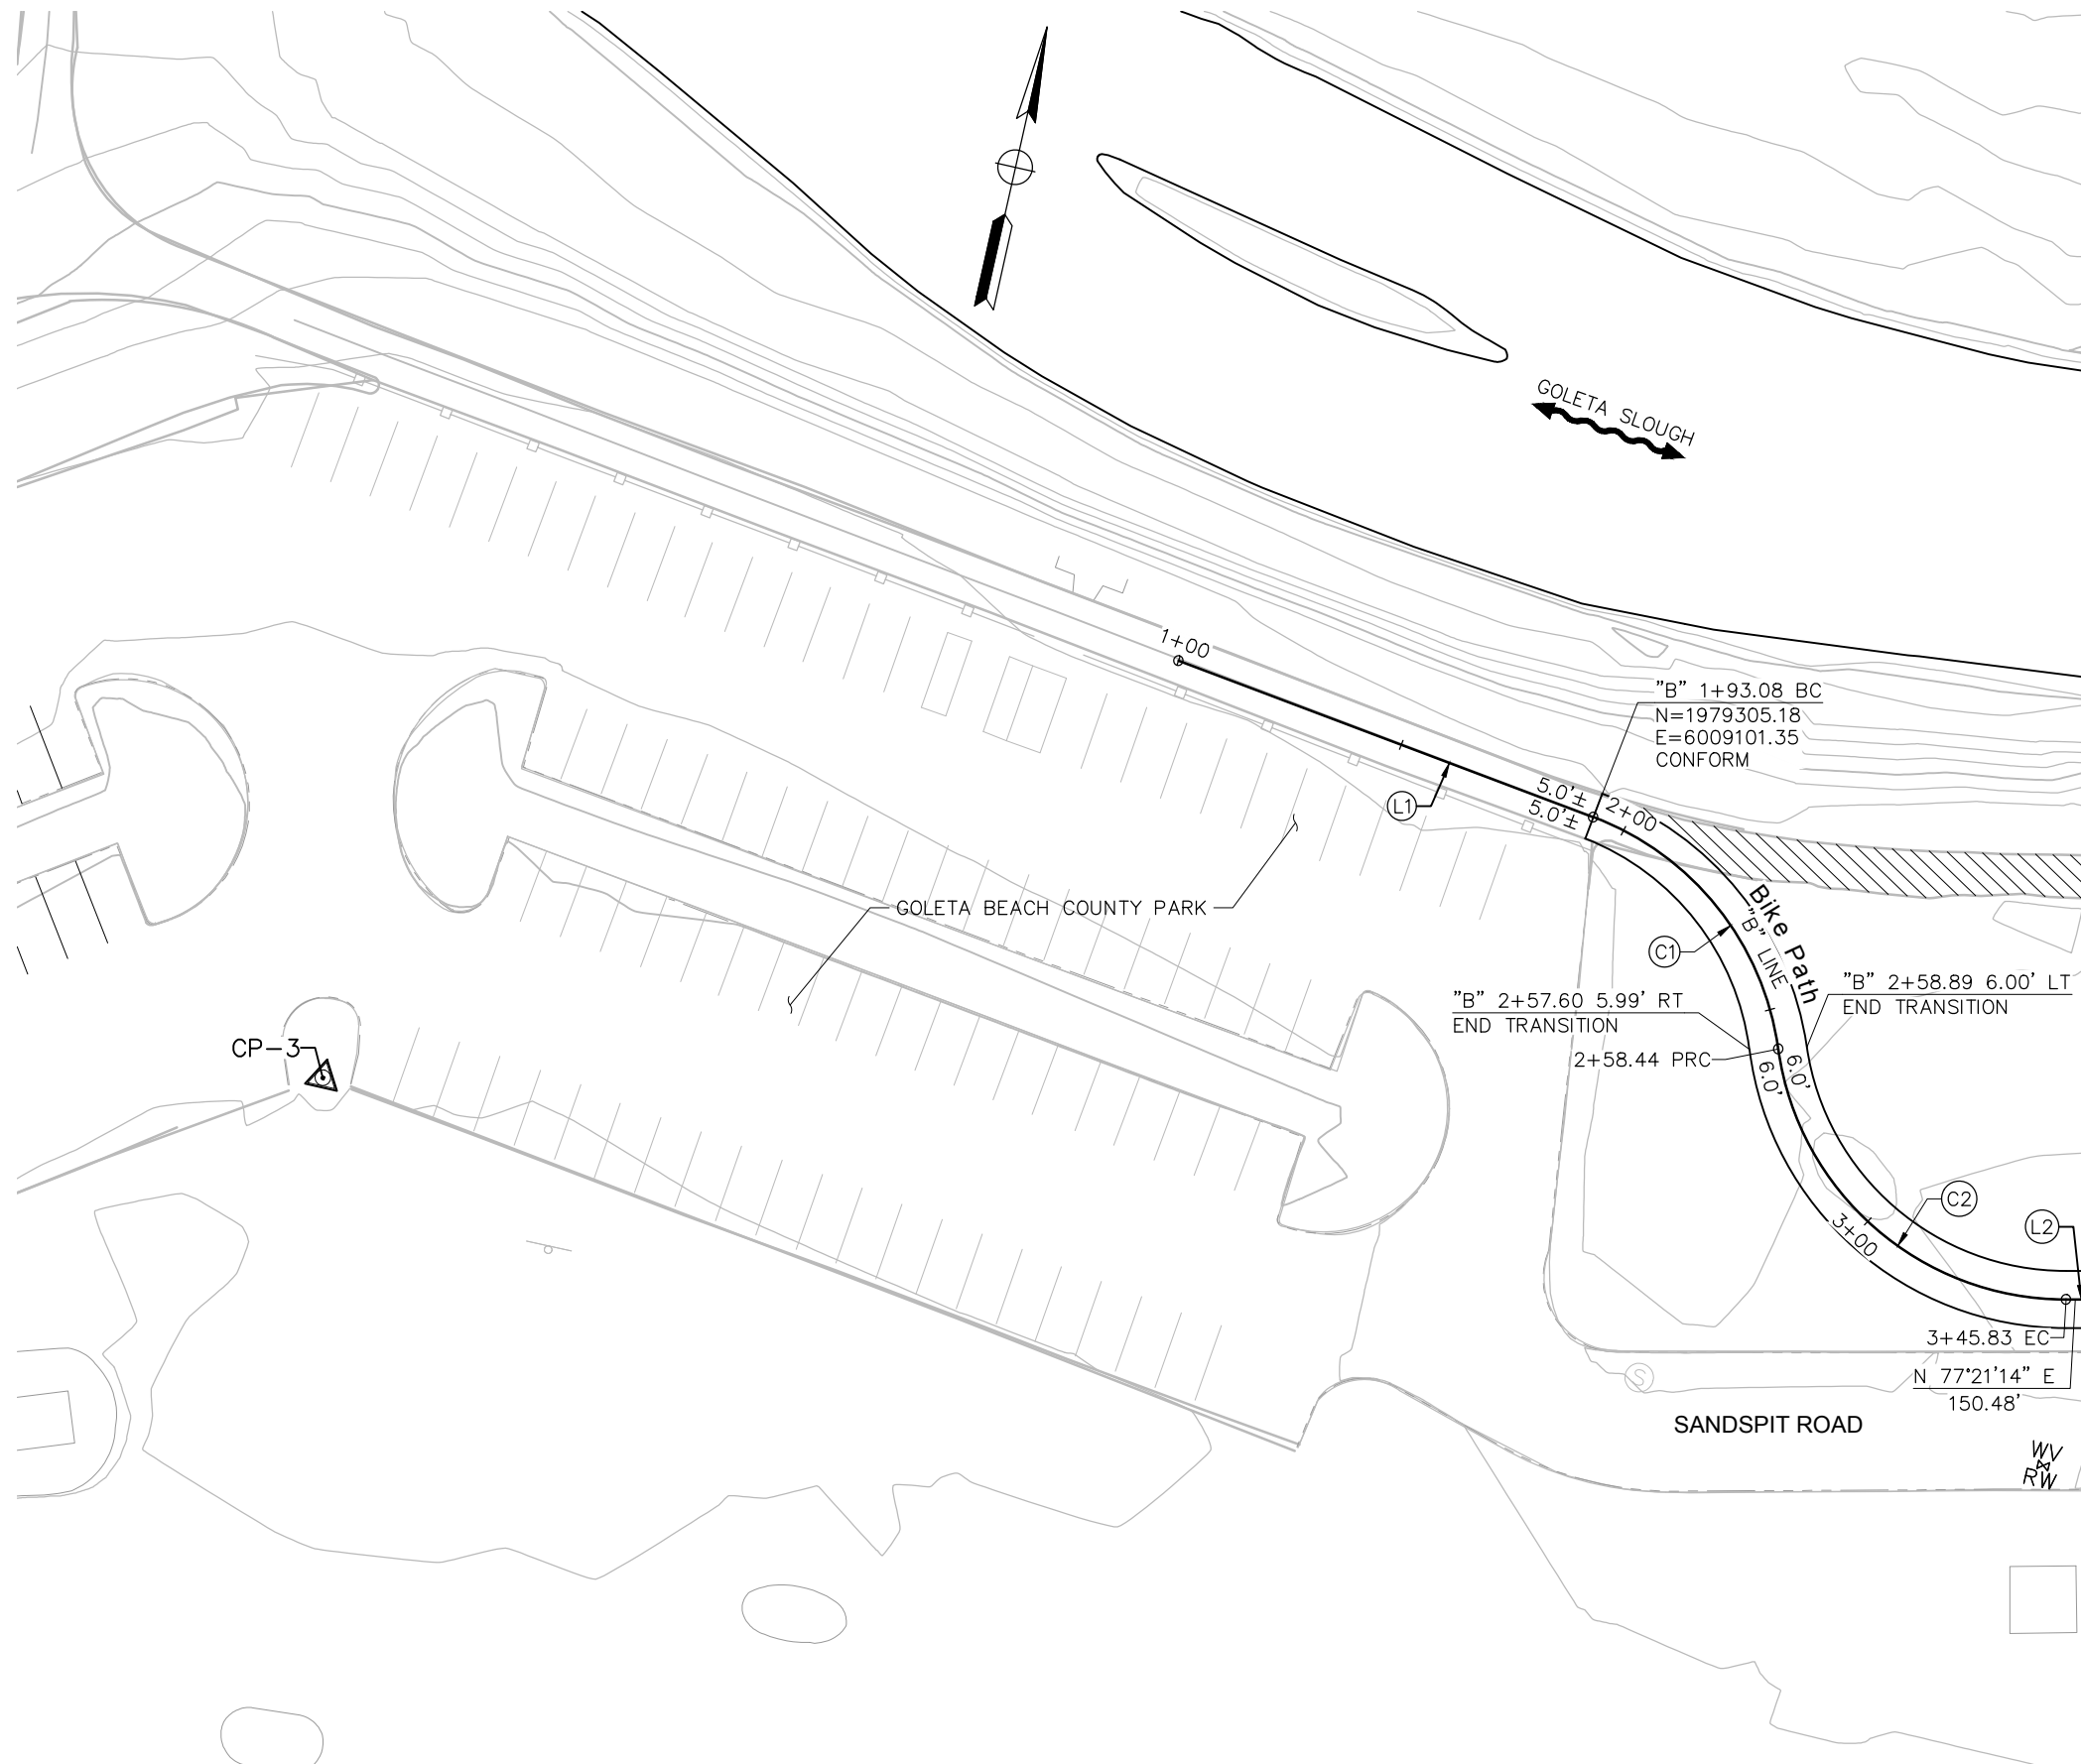 GOLETA SLOUGH
1+00
"B" 1+93.08 BC
N=1979305.18
E=6009101.35
CONFORM
L1
5.0'±
5.0'±
2+00
GOLETA BEACH COUNTY PARK
Bike Path
"B" LINE
C1
"B" 2+58.89 6.00' LT
END TRANSITION
"B" 2+57.60 5.99' RT
END TRANSITION
2+58.44 PRC
6.0'
6.0'
CP-3
C2
3+00
L2
3+45.83 EC
N 77°21'14" E
150.48'
S
SANDSPIT ROAD
WV
RW